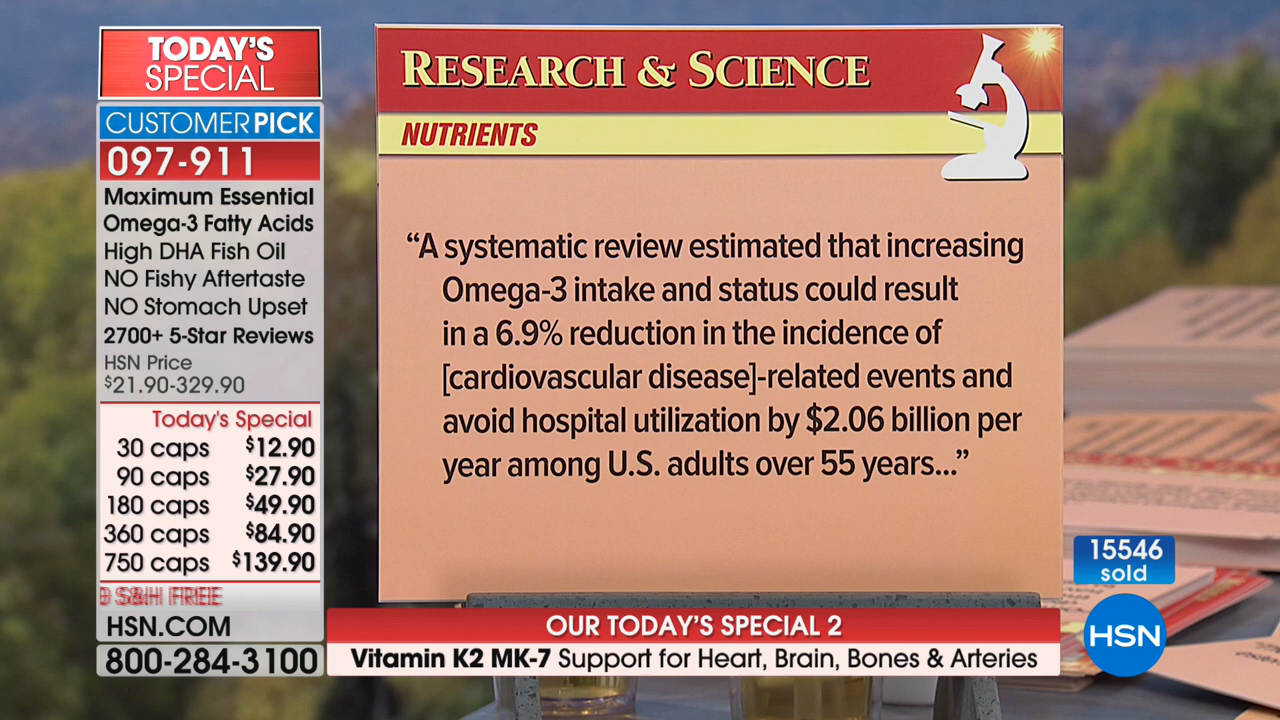 TODAY'S
SPECIAL
CUSTOMER PICK
097-911
Maximum Essential
Omega-3 Fatty Acids
High DHA Fish Oil
NO Fishy Aftertaste
NO Stomach Upset
2700+ 5-Star Reviews
HSN Price
$21.90-329.90
Today's Special
30 caps $12.90
90 caps $27.90
180 caps $49.90
360 caps $84.90
750 caps $139.90
S&H FREE
HSN.COM
800-284-3100
RESEARCH & SCIENCE
NUTRIENTS
“A systematic review estimated that increasing
Omega-3 intake and status could result
in a 6.9% reduction in the incidence of
[cardiovascular disease]-related events and
avoid hospital utilization by $2.06 billion per
year among U.S. adults over 55 years...”
15546
sold
HSN
OUR TODAY'S SPECIAL 2
Vitamin K2 MK-7 Support for Heart, Brain, Bones & Arteries